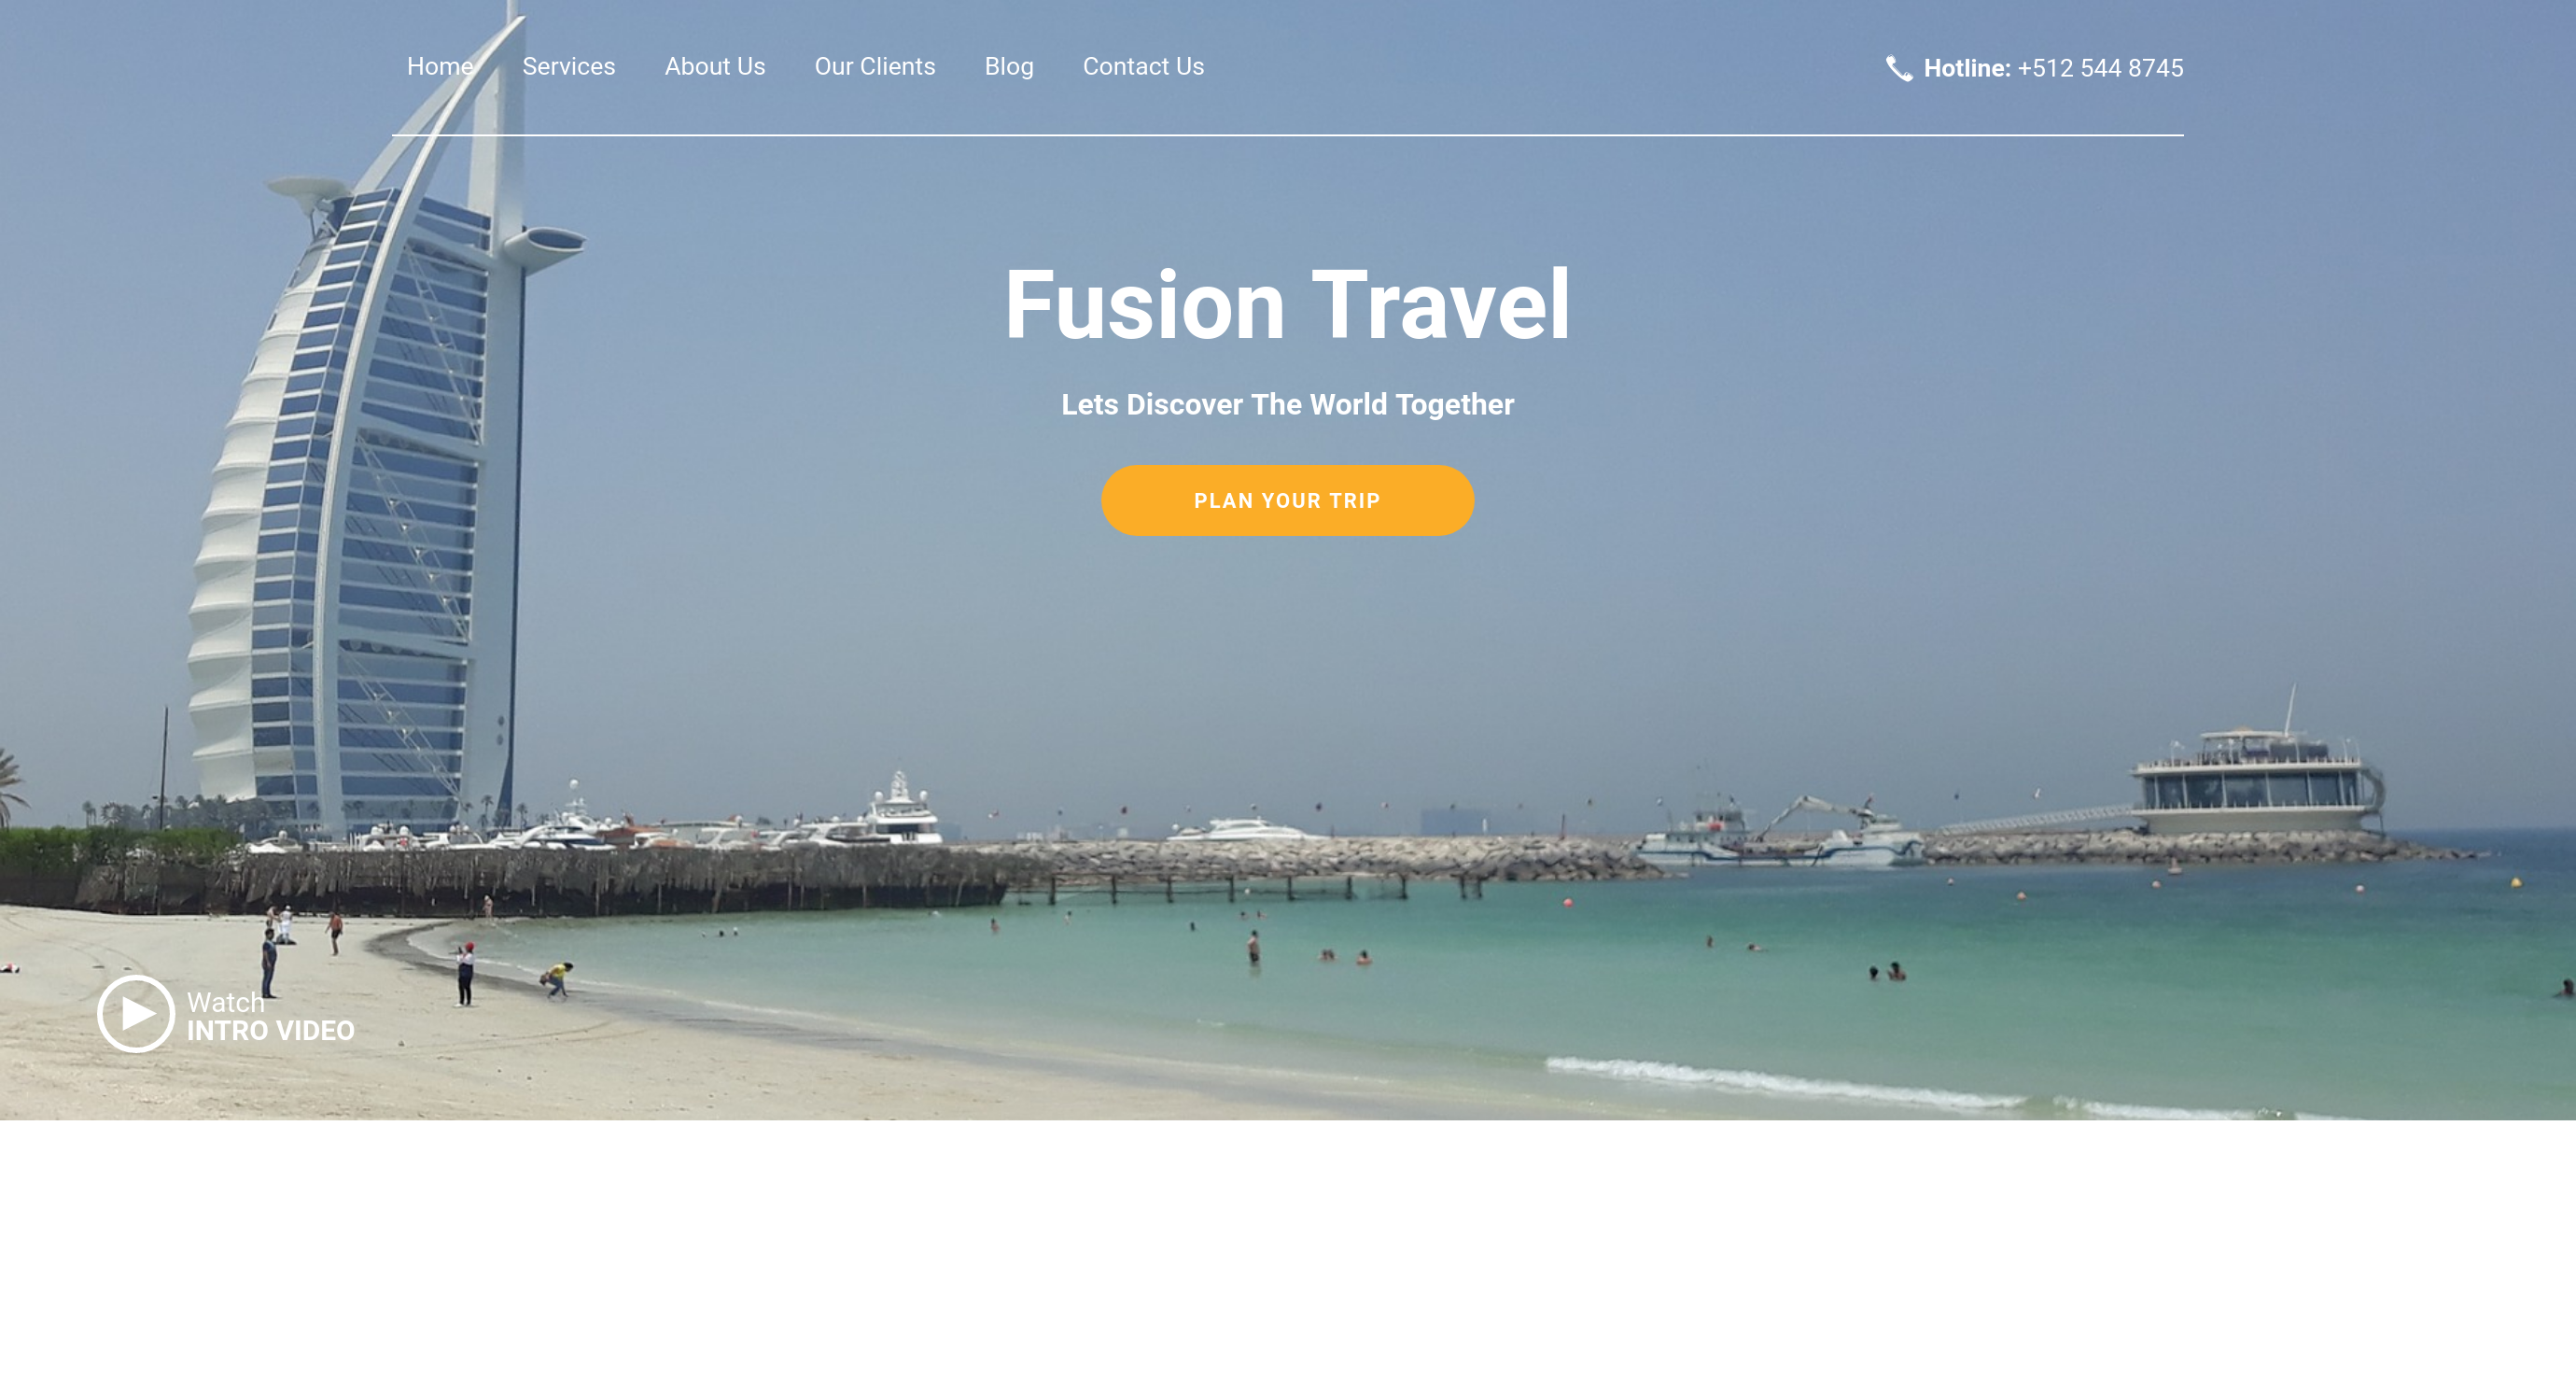 Home Services About Us Our Clients Blog Contact Us
Hotline: +512 544 8745
Fusion Travel
Lets Discover The World Together
PLAN YOUR TRIP
Watch
INTRO VIDEO